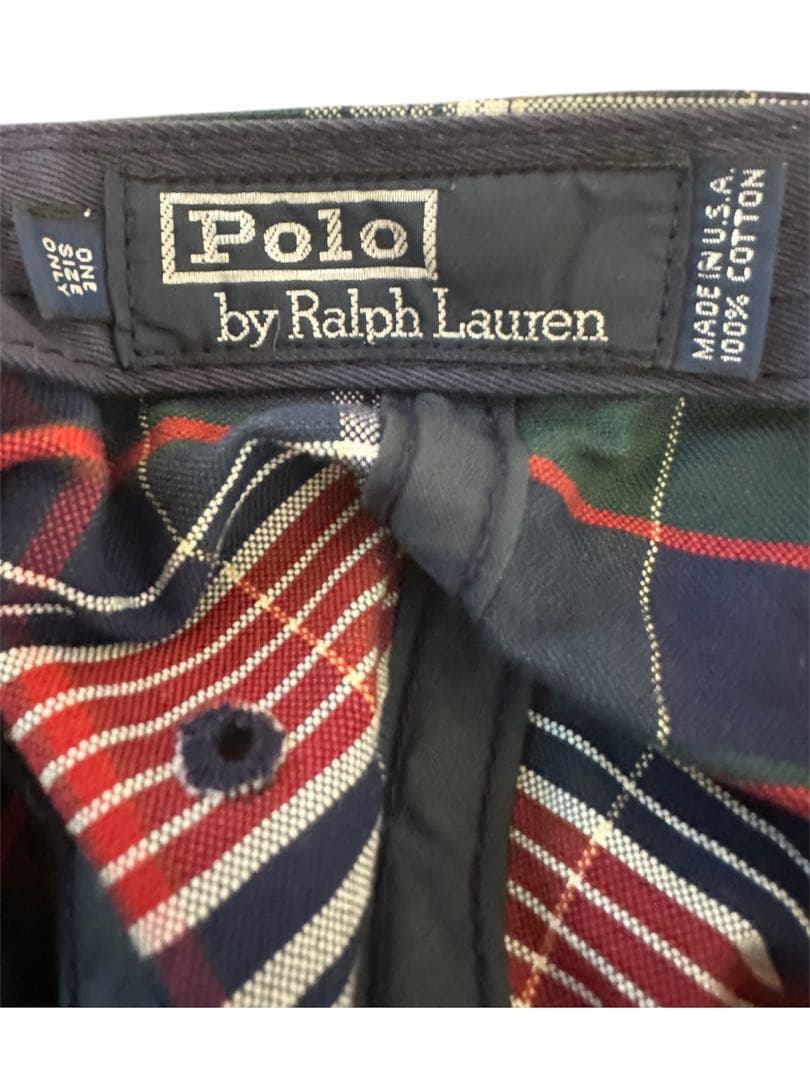 ONE
SIZE
ONLY
Polo
by Ralph Lauren
MADE IN U.S.A.
100% COTTON